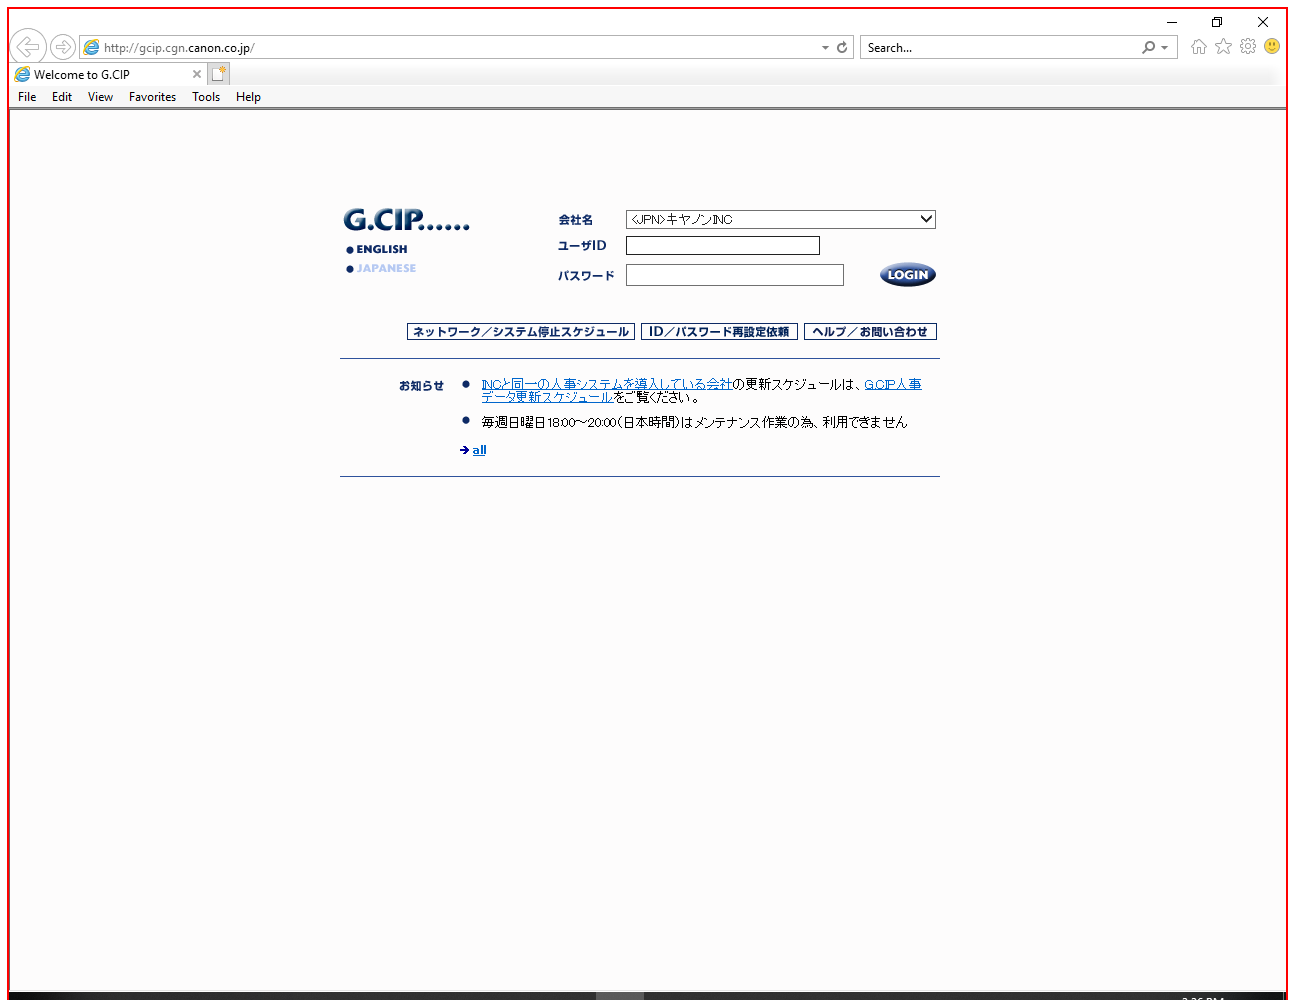 http://gcip.cgn.canon.co.jp/
Search...
Welcome to G.CIP
File Edit View Favorites Tools Help
G.CIP......
ENGLISH
JAPANESE
会社名 <JPN>キヤノンINC
ユーザID
パスワード
LOGIN
ネットワーク／システム停止スケジュール ID／パスワード再設定依頼 ヘルプ／お問い合わせ
お知らせ
INCと同一の人事システムを導入している会社の更新スケジュールは、G.CIP人事
データ更新スケジュールをご覧ください。
毎週日曜日18:00～20:00(日本時間)はメンテナンス作業の為、利用できません
all